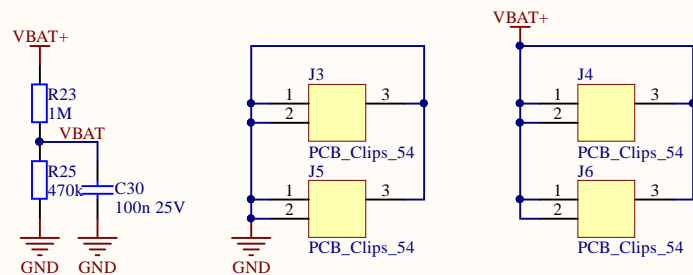 VBAT+
R23
1M
VBAT
R25
470k
C30
100n 25V
GND
GND
J3
1
2
3
PCB_Clips_54
J5
1
2
3
PCB_Clips_54
GND
VBAT+
J4
1
2
3
PCB_Clips_54
J6
1
2
3
PCB_Clips_54